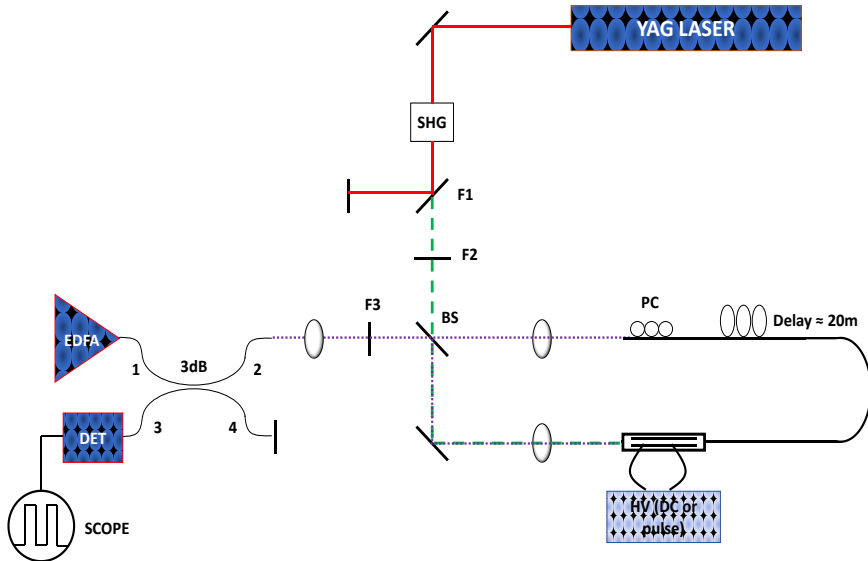 YAG LASER
SHG
F1
F2
F3
BS
PC
Delay ≈ 20m
EDFA
1
3dB
2
3
4
DET
SCOPE
HV (DC or
pulse)